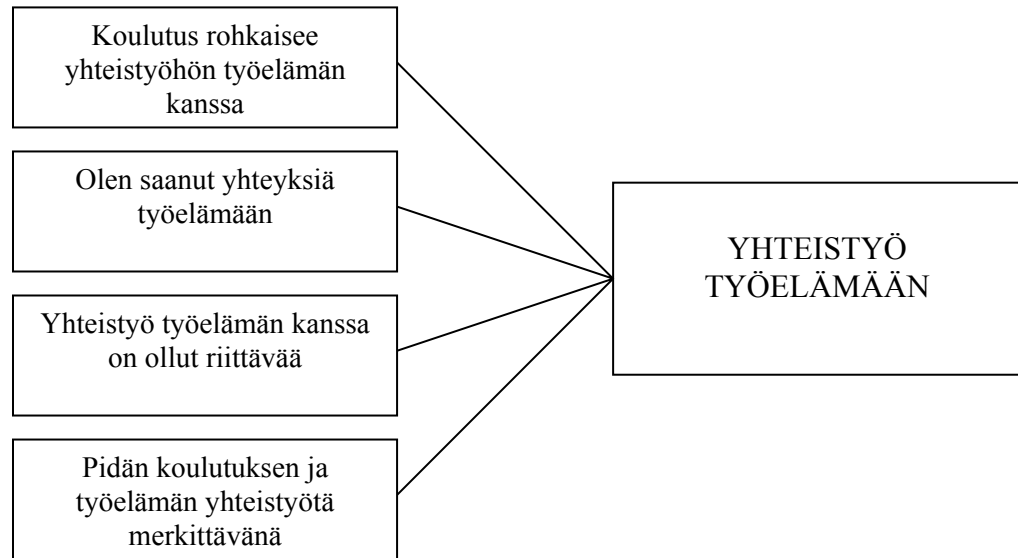 Koulutus rohkaisee
yhteistyöhön työelämän
kanssa
Olen saanut yhteyksiä
työelämään
Yhteistyö työelämän kanssa
on ollut riittävää
Pidän koulutuksen ja
työelämän yhteistyötä
merkittävänä
YHTEISTYÖ
TYÖELÄMÄÄN